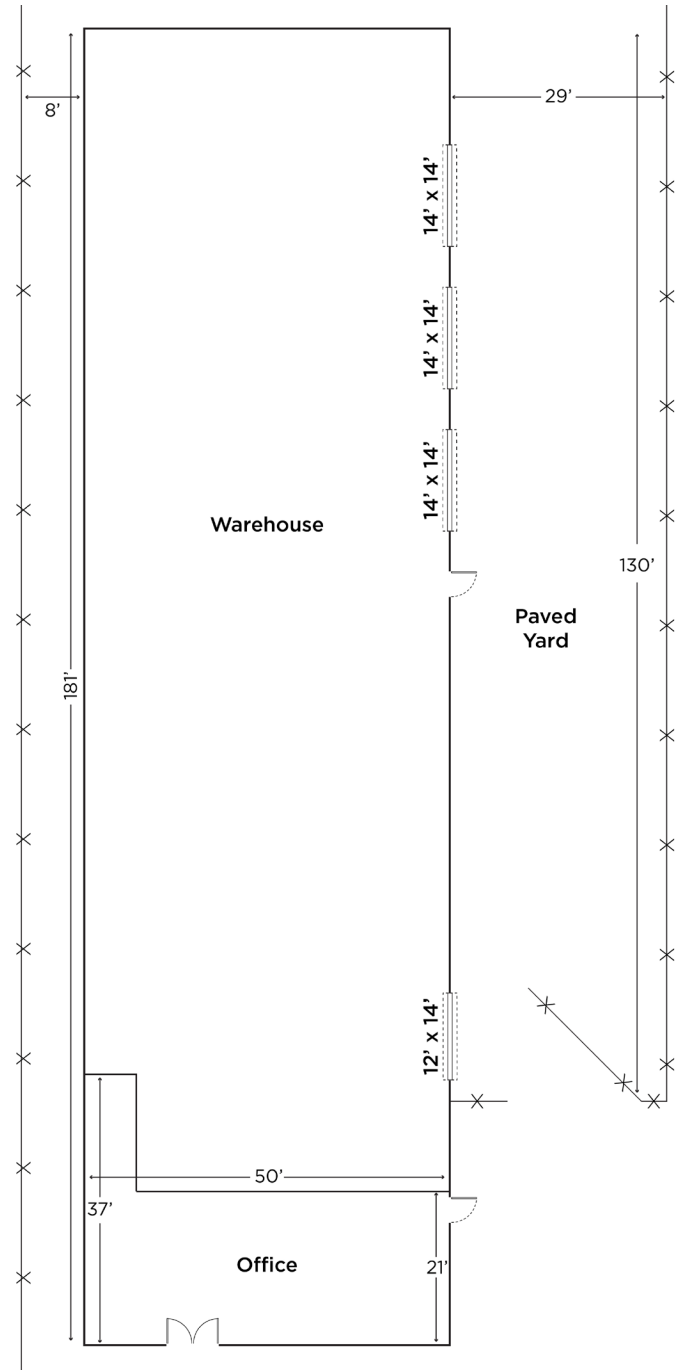 8’
29’
14’ x 14’
14’ x 14’
14’ x 14’
Warehouse
130’
Paved
Yard
181’
12’ x 14’
50’
37’
Office
21’